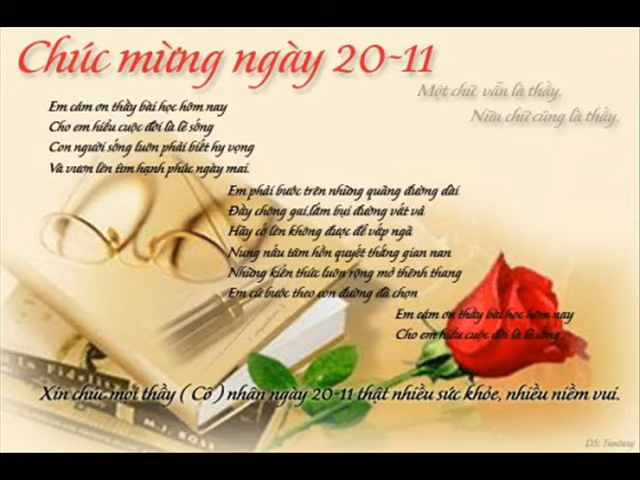 Chúc mừng ngày 20-11
Một chữ vẫn là thầy,
Nửa chữ cũng là thầy.
Em cám ơn thầy bài học hôm nay
Cho em hiểu cuộc đời là lẽ sống
Con người sống luôn phải biết hy vọng
Và vươn lên tìm hạnh phúc ngày mai.
Em phải bước trên những quãng đường dài
Đầy chông gai,lấm bụi đường vất vả
Hãy cố lên không được để vấp ngã
Nung nấu tâm hồn quyết thắng gian nan
Những kiến thức luôn rộng mở thênh thang
Em cứ bước theo con đường đã chọn
Em cám ơn thầy bài học hôm nay
Cho em hiểu cuộc đời là lẽ sống
Xin chúc mọi thầy ( Cô ) nhân ngày 20-11 thật nhiều sức khỏe, nhiều niềm vui.
DS: Fantasy